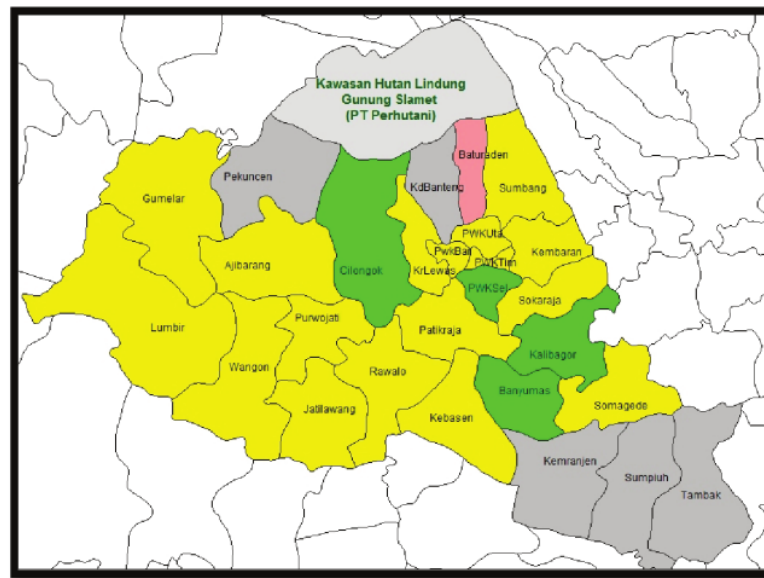 Kawasan Hutan Lindung
Gunung Slamet
(PT Perhutani)
Baturaden
Pekuncen
KdBanteng
Sumbang
Gumelar
PWKUta
PwkBar
Kembaran
Ajibarang
Cilongok
KrLewas
PWKTim
PWKSel
Sokaraja
Lumbir
Purwojati
Patikraja
Kalibagor
Wangon
Rawalo
Banyumas
Jatilawang
Kebasen
Somagede
Kemranjen
Sumpiuh
Tambak